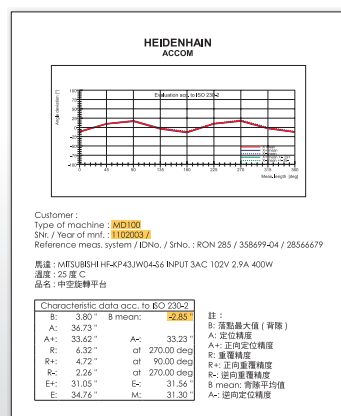 HEIDENHAIN
ACCOM
Evaluation acc. to ISO 230-2
Customer :
Type of machine : MD100
SNr. / Year of mnf. : 1102003 /
Reference meas. system / IDNo. / SrNo. : RON 285 / 358699-04 / 28566679
馬達 : MITSUBISHI HF-KP43JW04-S6 INPUT 3AC 102V 2.9A 400W
溫度 : 25 度 C
品名 : 中空旋轉平台
Characteristic data acc. to ISO 230-2
B: 3.80 " B mean: -2.85 "
A: 36.73 "
A+: 33.62 " A-: 33.23 "
R: 6.32 " at 270.00 deg
R+: 4.72 " at 90.00 deg
R-: 2.26 " at 270.00 deg
E+: 31.05 " E-: 31.56 "
E: 34.76 " M: 31.30 "
註 :
B: 落點最大值 ( 背隙 )
A: 定位精度
A+: 正向定位精度
R: 重覆精度
R+: 正向重覆精度
R-: 逆向重覆精度
B mean: 背隙平均值
A-: 逆向定位精度